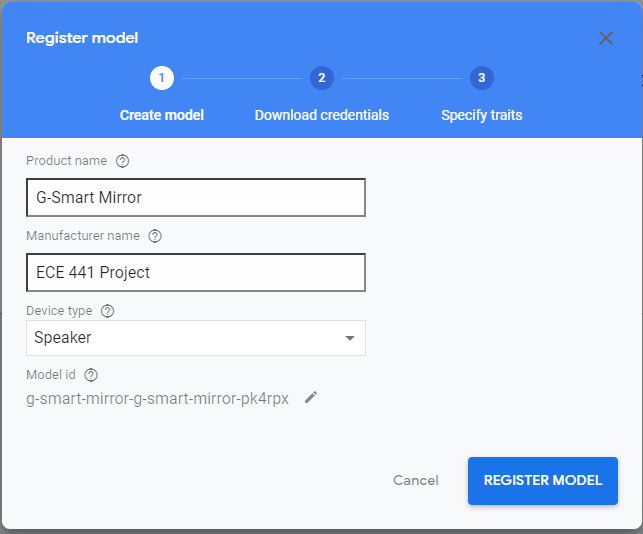 Register model
1 2 3
Create model Download credentials Specify traits
Product name ?
G-Smart Mirror
Manufacturer name ?
ECE 441 Project
Device type ?
Speaker
Model id ?
g-smart-mirror-g-smart-mirror-pk4rpx
Cancel REGISTER MODEL